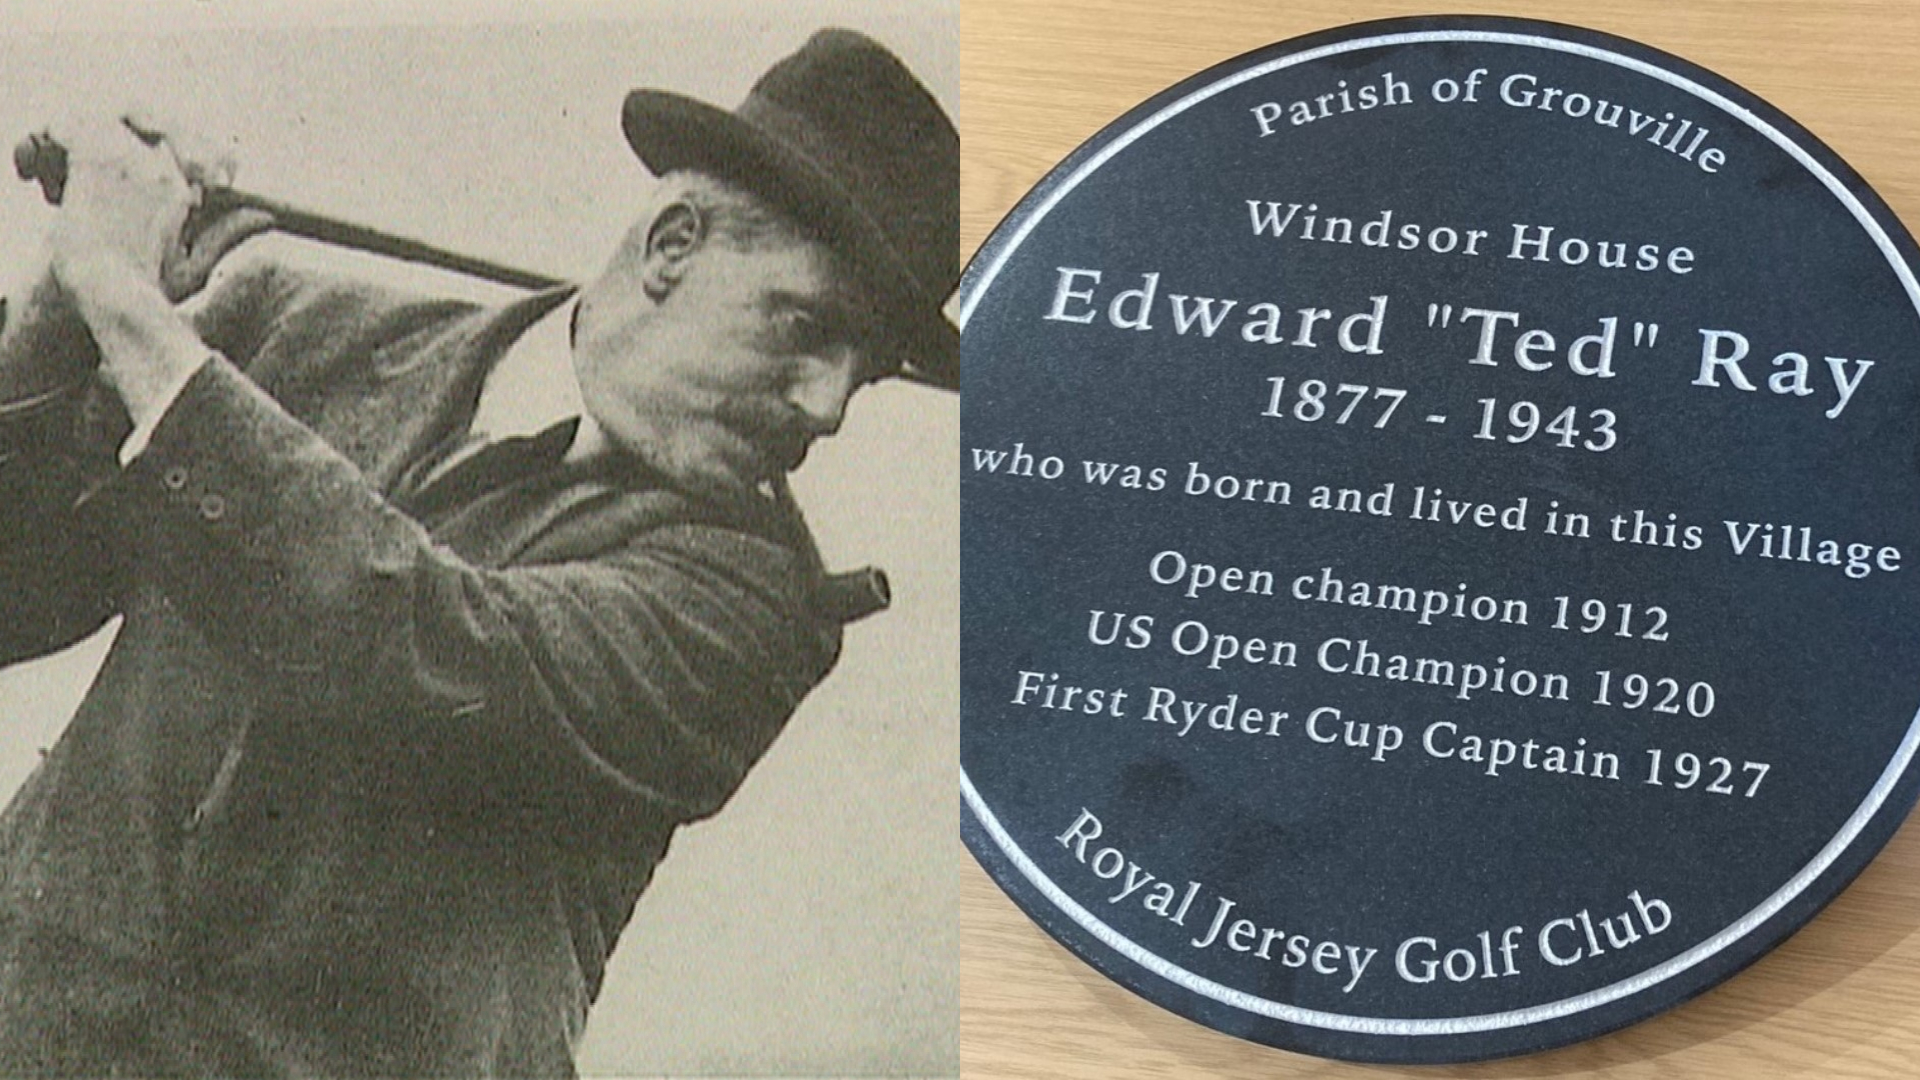 Parish of Grouville
Windsor House
Edward "Ted" Ray
1877 - 1943
who was born and lived in this Village
Open champion 1912
US Open Champion 1920
First Ryder Cup Captain 1927
Royal Jersey Golf Club